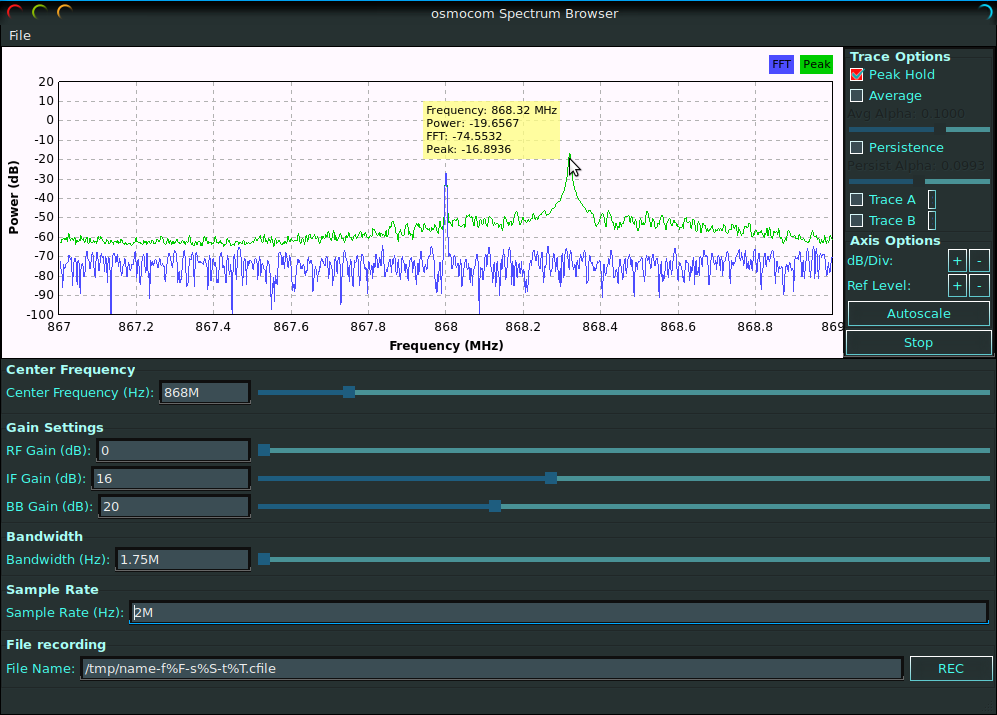 osmocom Spectrum Browser
File
FFT Peak
20
10
0
-10
-20
-30
-40
-50
-60
-70
-80
-90
-100
Power (dB)
Frequency: 868.32 MHz
Power: -19.6567
FFT: -74.5532
Peak: -16.8936
867 867.2 867.4 867.6 867.8 868 868.2 868.4 868.6 868.8 869
Frequency (MHz)
Trace Options
Peak Hold
Average
Avg Alpha: 0.1000
Persistence
Persist Alpha: 0.0993
Trace A
Trace B
Axis Options
dB/Div: + -
Ref Level: + -
Autoscale
Stop
Center Frequency
Center Frequency (Hz): 868M
Gain Settings
RF Gain (dB): 0
IF Gain (dB): 16
BB Gain (dB): 20
Bandwidth
Bandwidth (Hz): 1.75M
Sample Rate
Sample Rate (Hz): 2M
File recording
File Name: /tmp/name-f%F-s%S-t%T.cfile REC